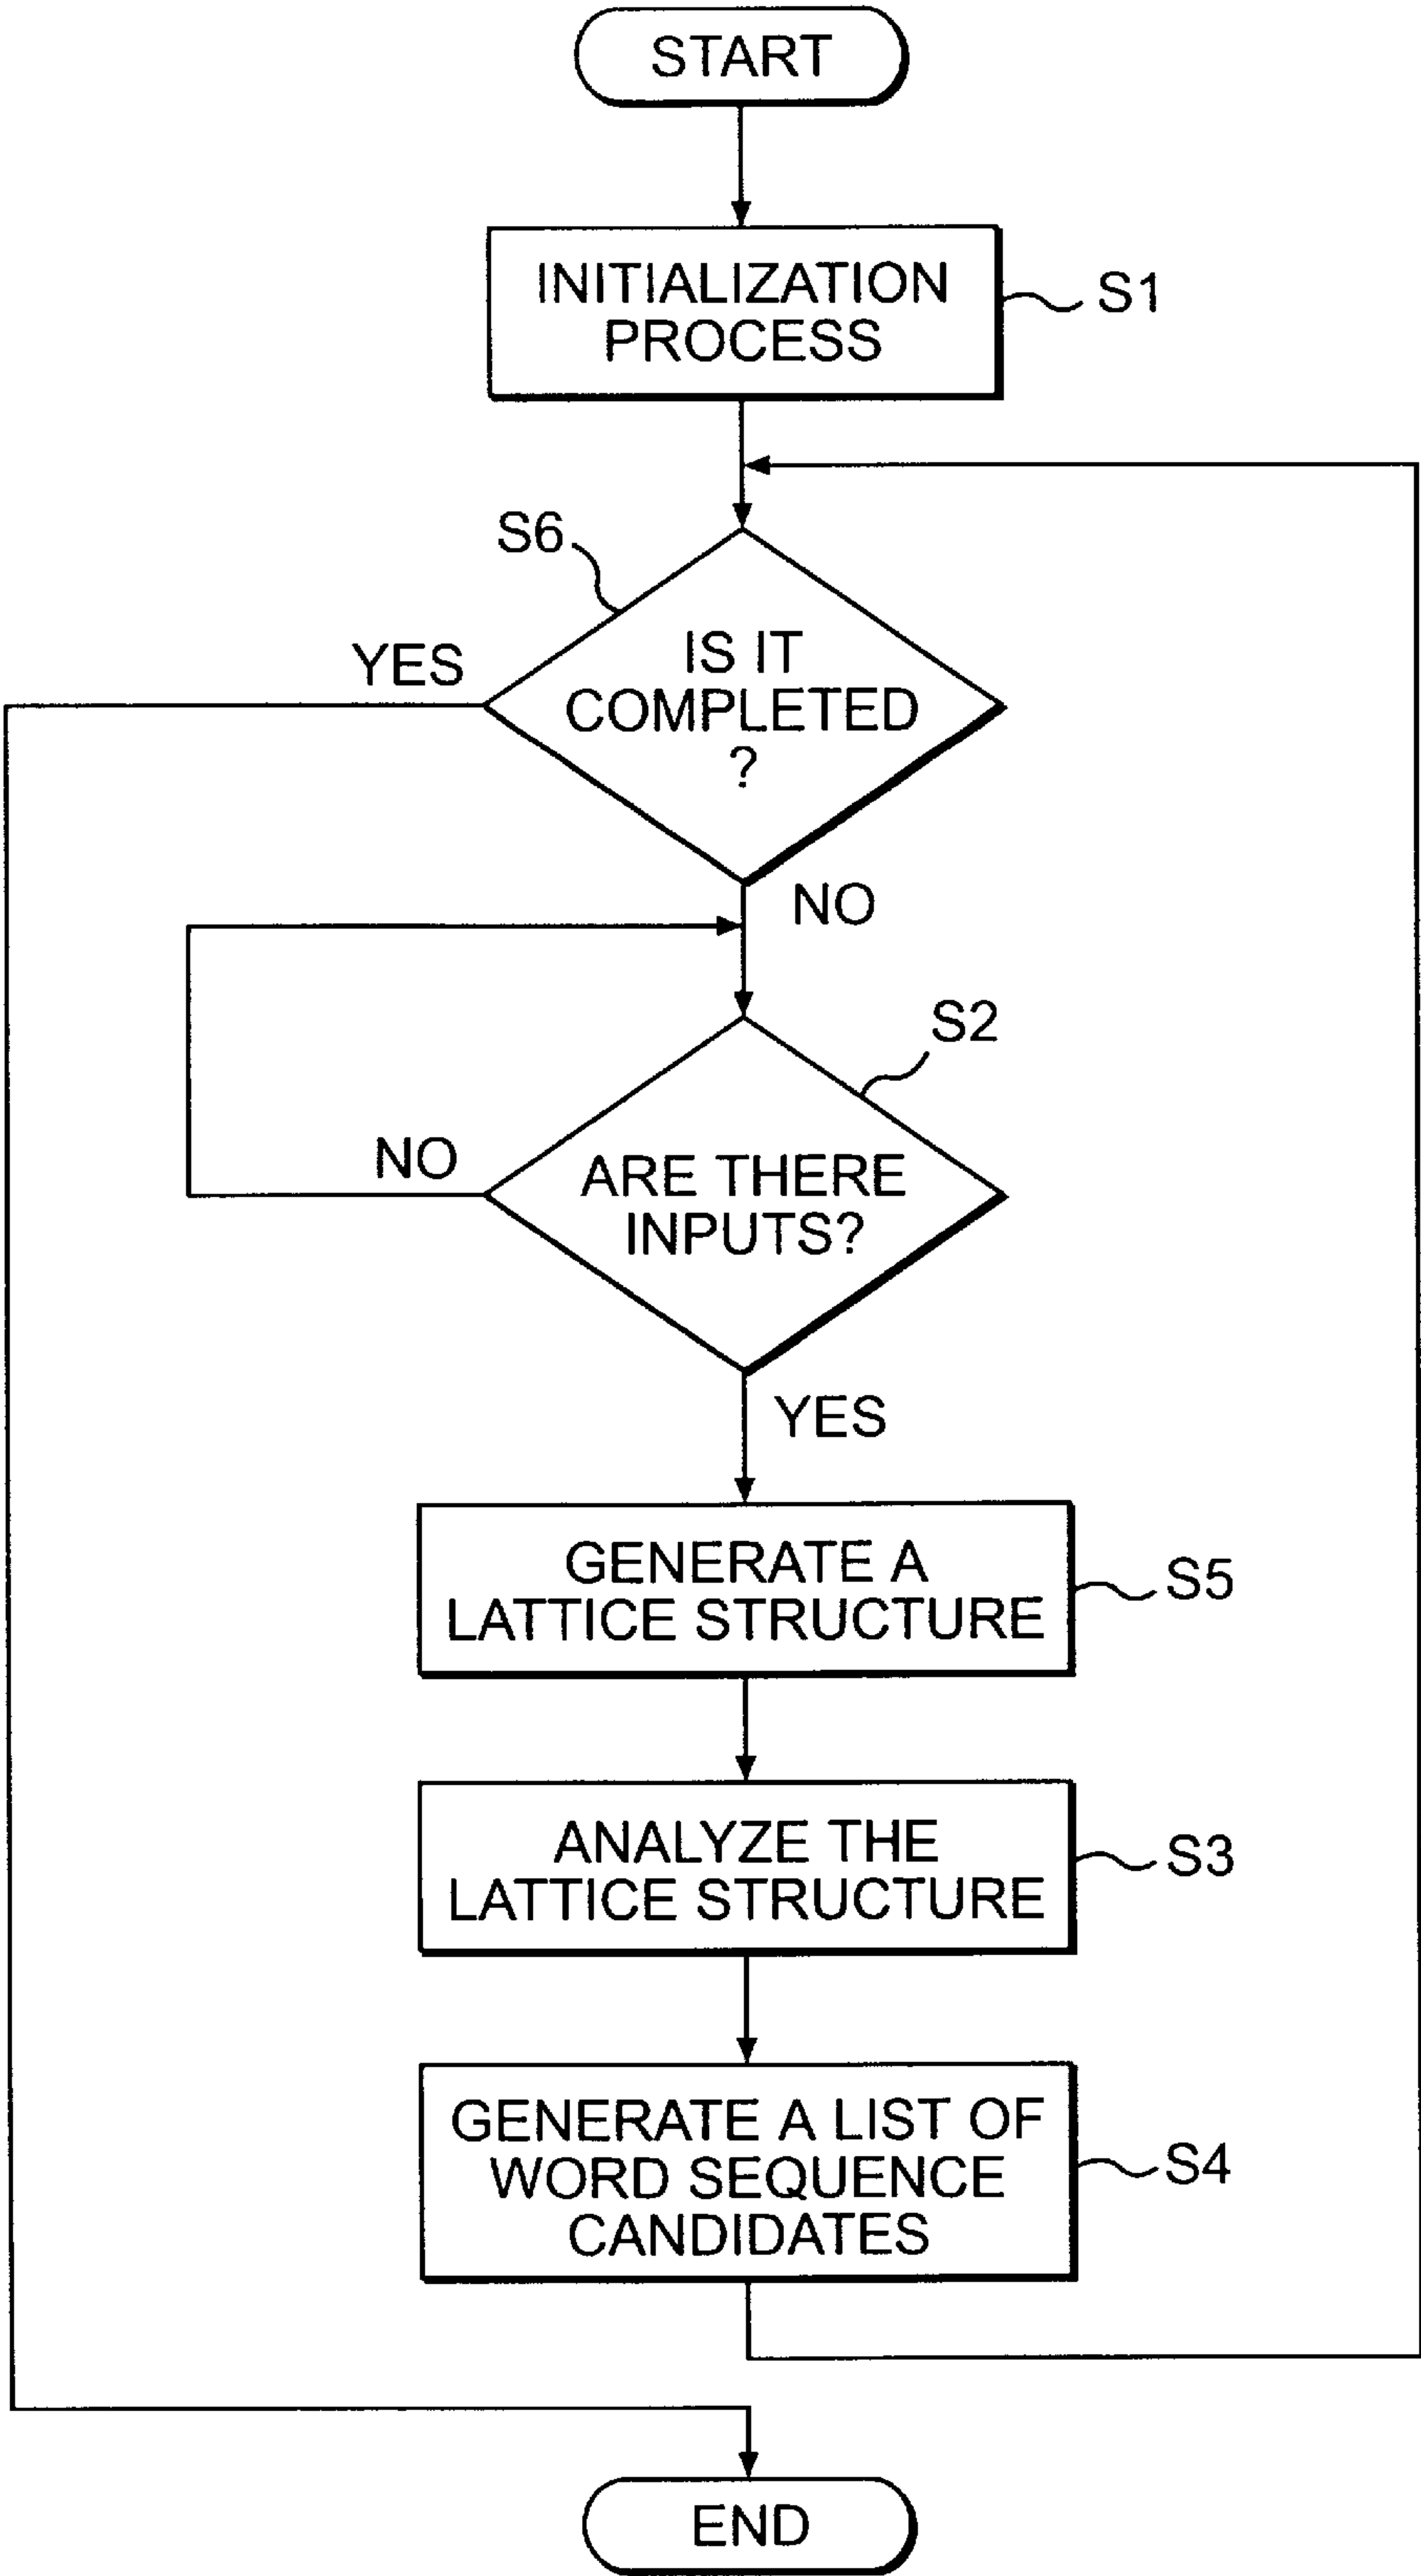 START
INITIALIZATION
PROCESS
S1
S6
YES
IS IT
COMPLETED
?
NO
S2
NO
ARE THERE
INPUTS?
YES
GENERATE A
LATTICE STRUCTURE
S5
ANALYZE THE
LATTICE STRUCTURE
S3
GENERATE A LIST OF
WORD SEQUENCE
CANDIDATES
S4
END